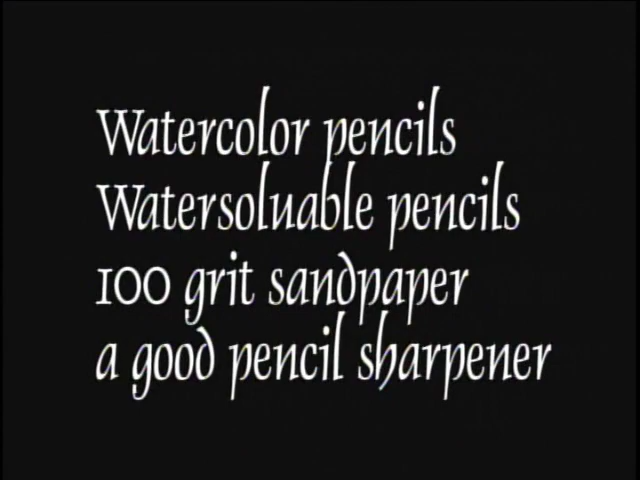 Watercolor pencils
Watersoluable pencils
100 grit sandpaper
a good pencil sharpener